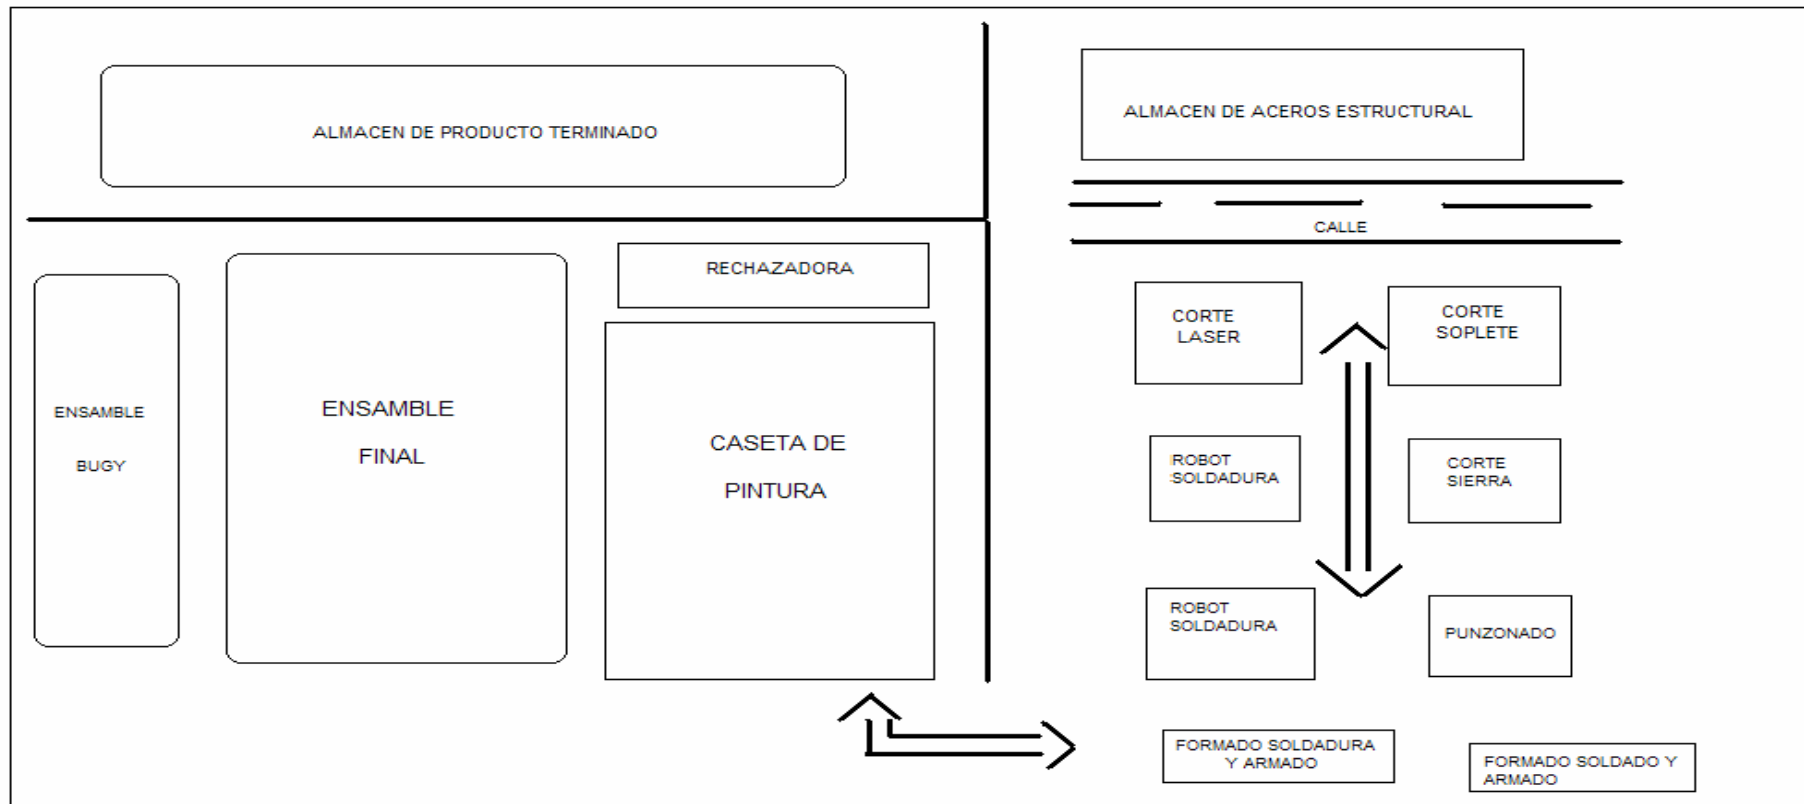 ALMACEN DE PRODUCTO TERMINADO
ALMACEN DE ACEROS ESTRUCTURAL
CALLE
RECHAZADORA
ENSAMBLE
BUGY
ENSAMBLE
FINAL
CASETA DE
PINTURA
CORTE
LASER
CORTE
SOPLETE
ROBOT
SOLDADURA
CORTE
SIERRA
ROBOT
SOLDADURA
PUNZONADO
FORMADO SOLDADURA
Y ARMADO
FORMADO SOLDADO Y
ARMADO